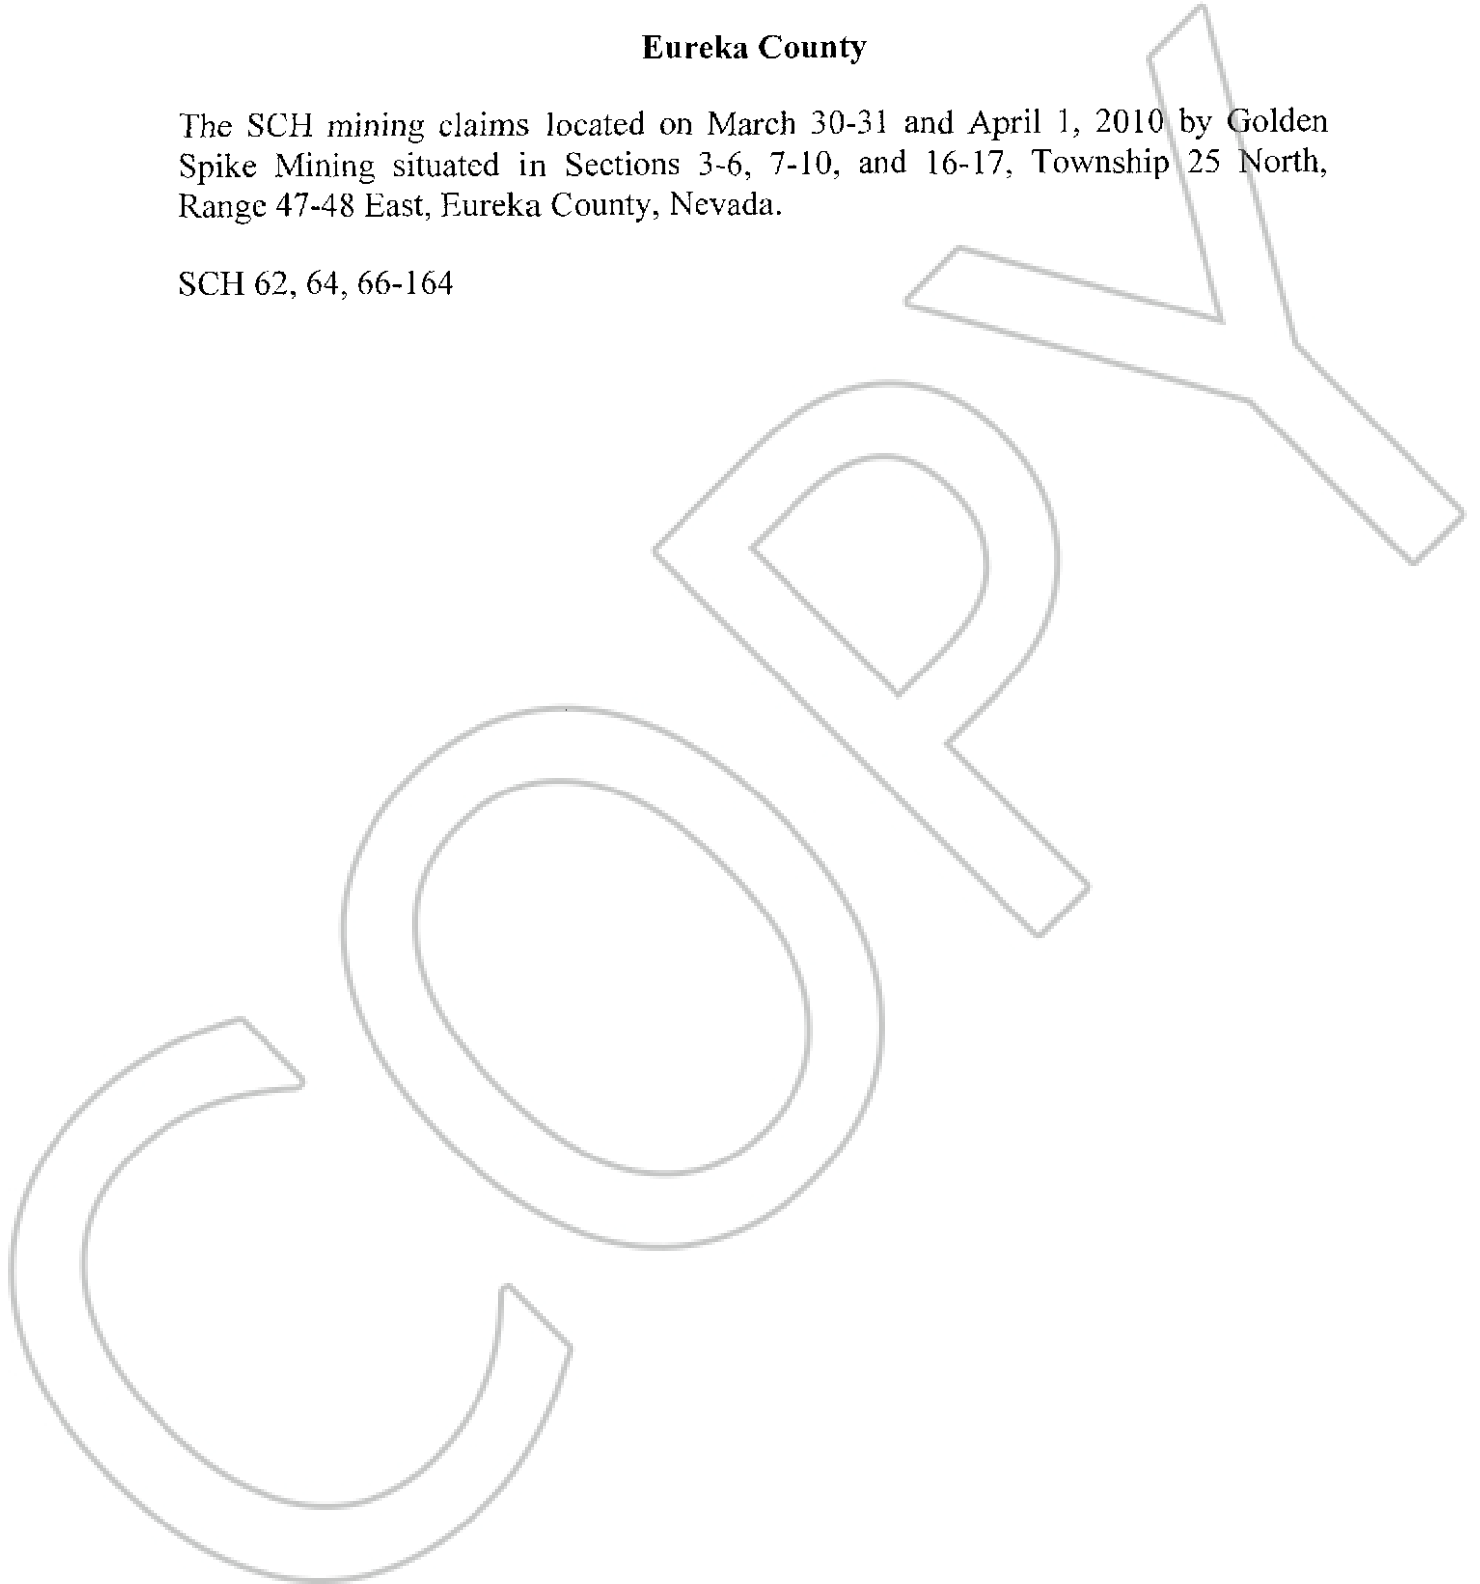 Eureka County
The SCH mining claims located on March 30-31 and April 1, 2010 by Golden
Spike Mining situated in Sections 3-6, 7-10, and 16-17, Township 25 North,
Range 47-48 East, Eureka County, Nevada.
SCH 62, 64, 66-164
COPY